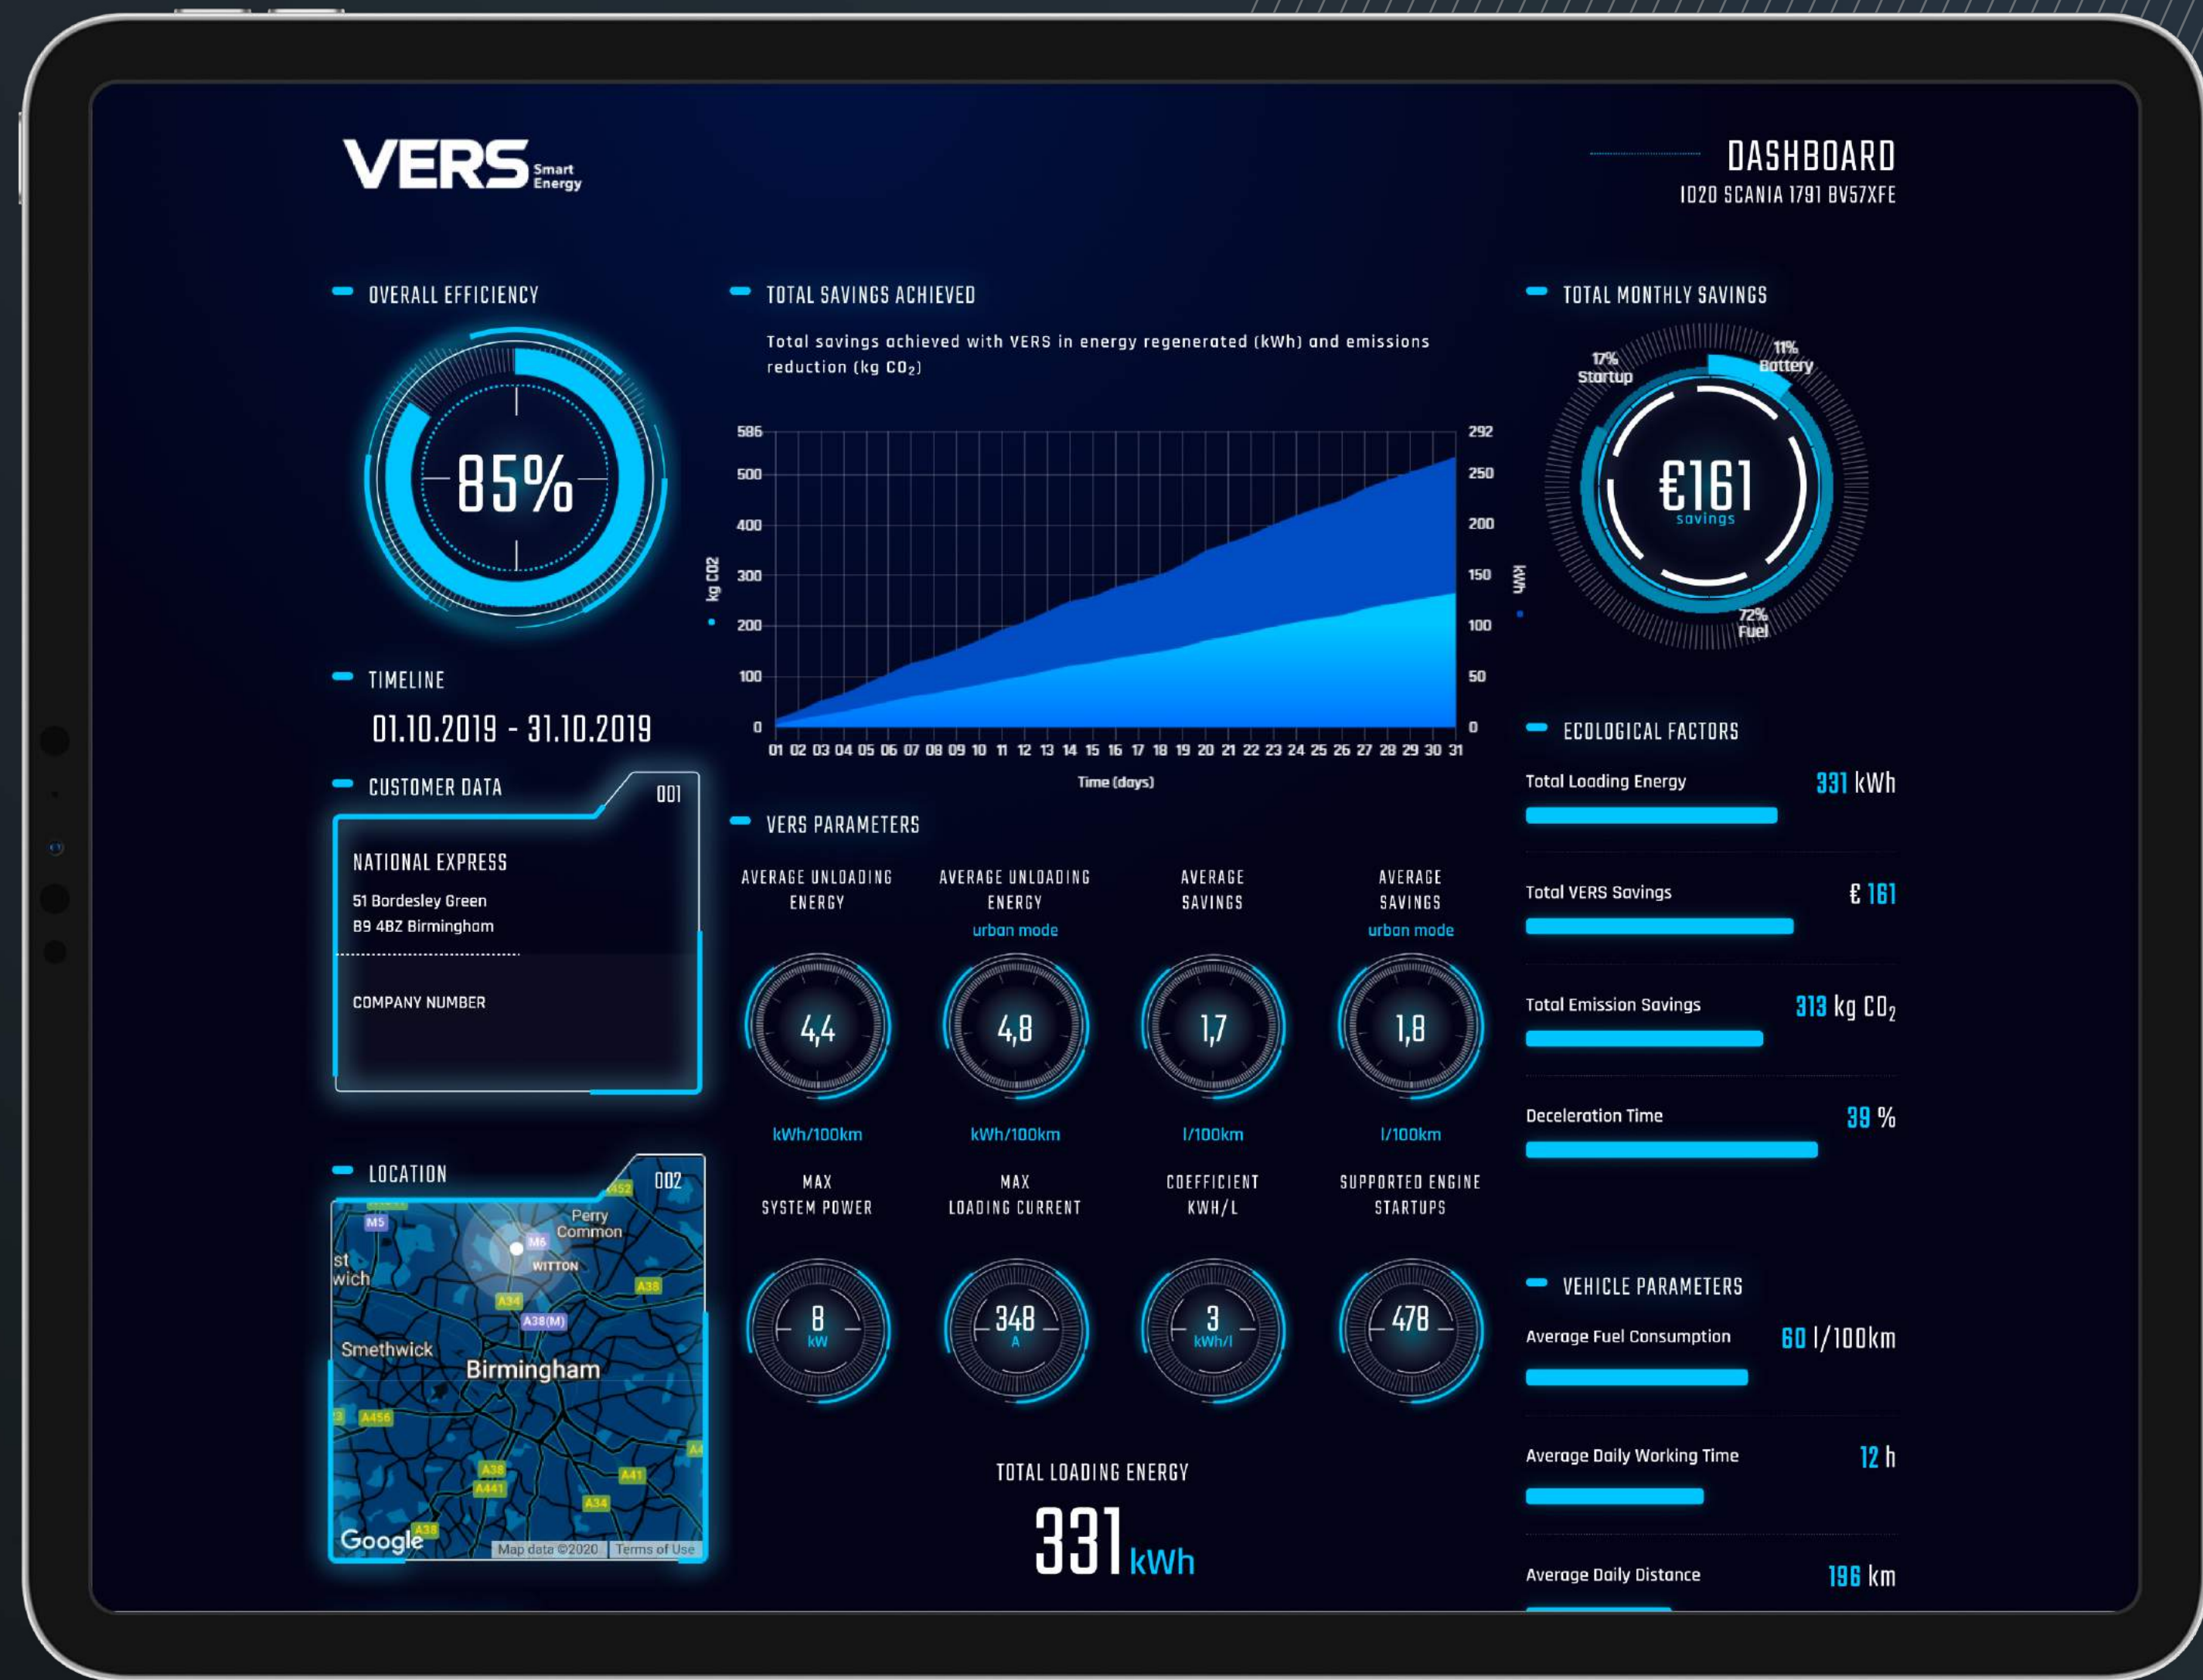 VERS
Smart
Energy
DASHBOARD
ID20 SCANIA 1791 BV57XFE
OVERALL EFFICIENCY
85%
TIMELINE
01.10.2019 - 31.10.2019
CUSTOMER DATA
001
NATIONAL EXPRESS
51 Bordesley Green
B9 4BZ Birmingham
COMPANY NUMBER
LOCATION
002
A452
M5
Perry
Common
M6
WITTON
st
wich
A38
A34
A38(M)
Smethwick
Birmingham
A456
A38
A41
A441
A34
A38
Google
Map data ©2020
Terms of Use
TOTAL SAVINGS ACHIEVED
Total savings achieved with VERS in energy regenerated (kWh) and emissions
reduction (kg CO₂)
586
500
400
300
200
100
0
kg CO2
292
250
200
150
100
50
0
kWh
01 02 03 04 05 06 07 08 09 10 11 12 13 14 15 16 17 18 19 20 21 22 23 24 25 26 27 28 29 30 31
Time (days)
VERS PARAMETERS
AVERAGE UNLOADING
ENERGY
4,4
kWh/100km
AVERAGE UNLOADING
ENERGY
urban mode
4,8
kWh/100km
AVERAGE
SAVINGS
1,7
l/100km
AVERAGE
SAVINGS
urban mode
1,8
l/100km
MAX
SYSTEM POWER
8
kW
MAX
LOADING CURRENT
348
A
COEFFICIENT
KWH/L
3
kWh/l
SUPPORTED ENGINE
STARTUPS
478
TOTAL LOADING ENERGY
331 kWh
TOTAL MONTHLY SAVINGS
17%
Startup
11%
Battery
€161
savings
72%
Fuel
ECOLOGICAL FACTORS
Total Loading Energy 331 kWh
Total VERS Savings € 161
Total Emission Savings 313 kg CO₂
Deceleration Time 39 %
VEHICLE PARAMETERS
Average Fuel Consumption 60 l/100km
Average Daily Working Time 12 h
Average Daily Distance 196 km